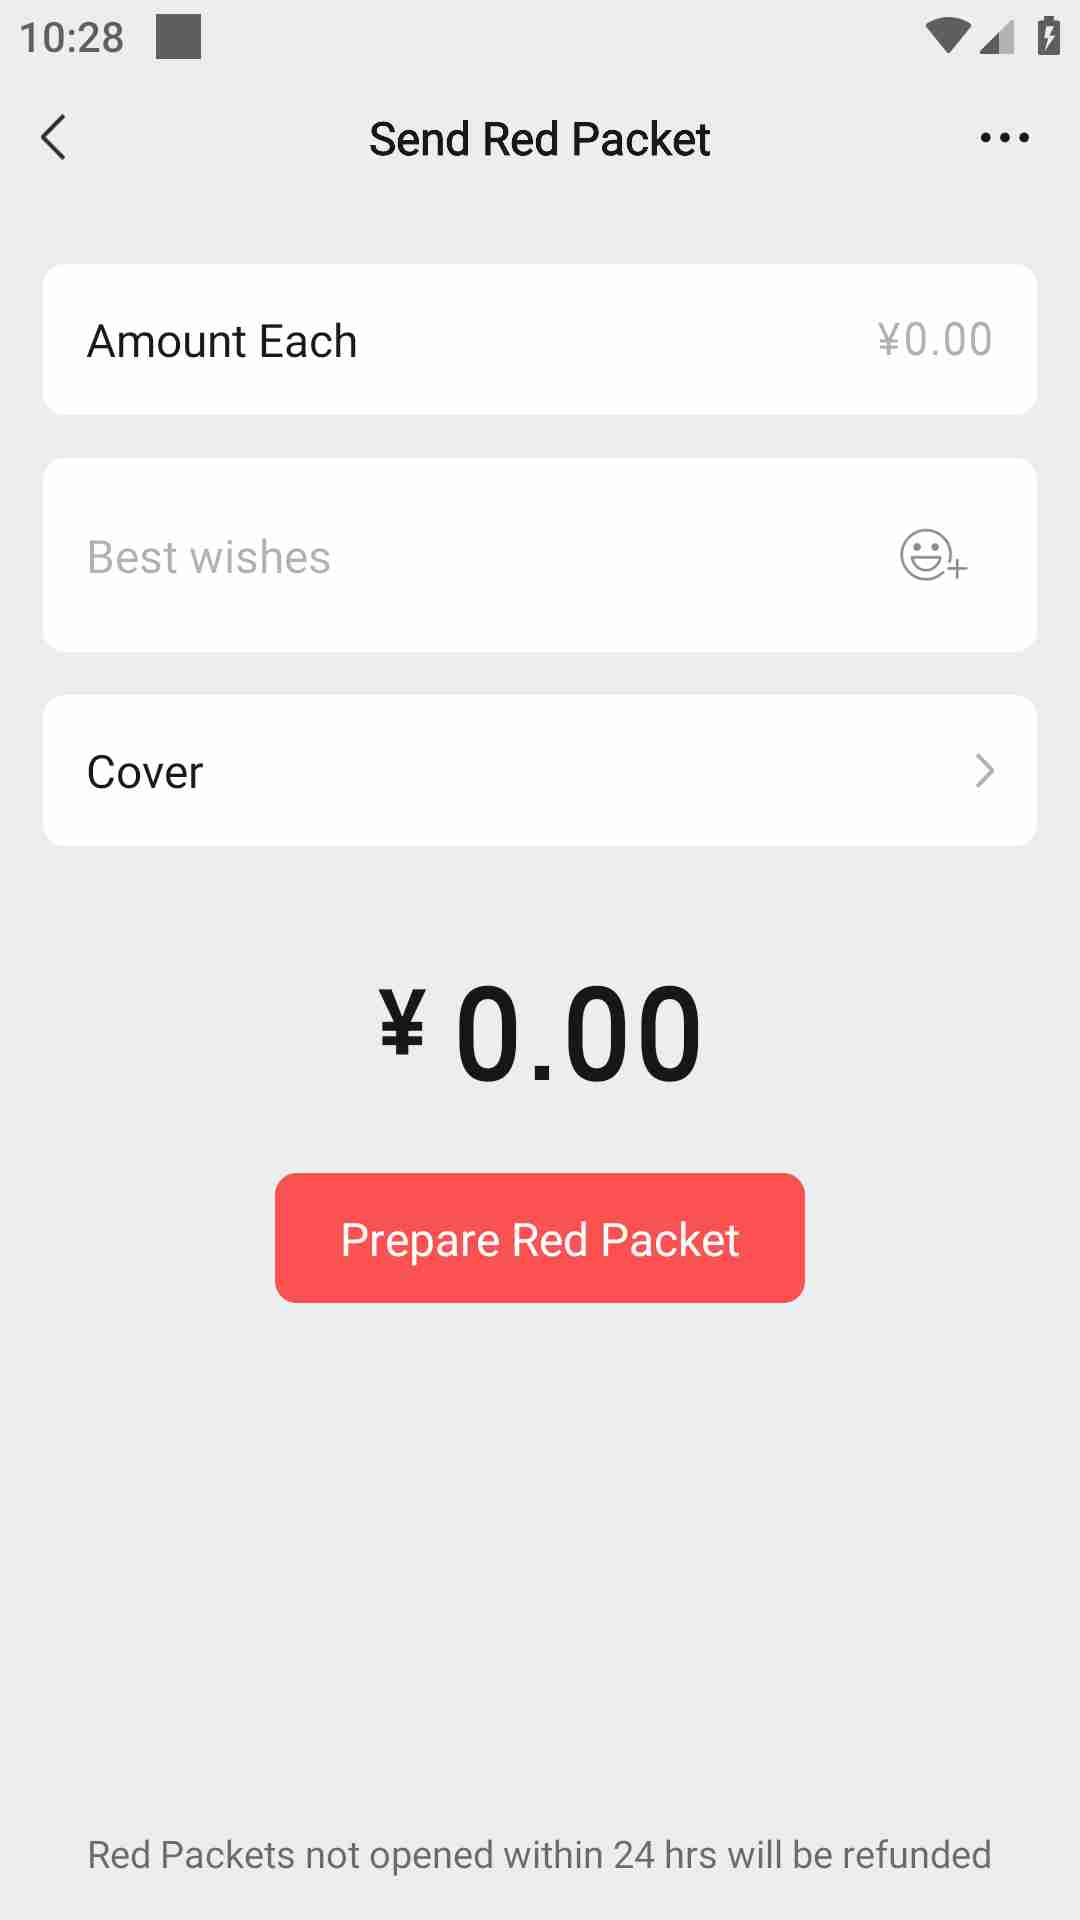 10:28
Send Red Packet
Amount Each ¥0.00
Best wishes
Cover
¥ 0.00
Prepare Red Packet
Red Packets not opened within 24 hrs will be refunded